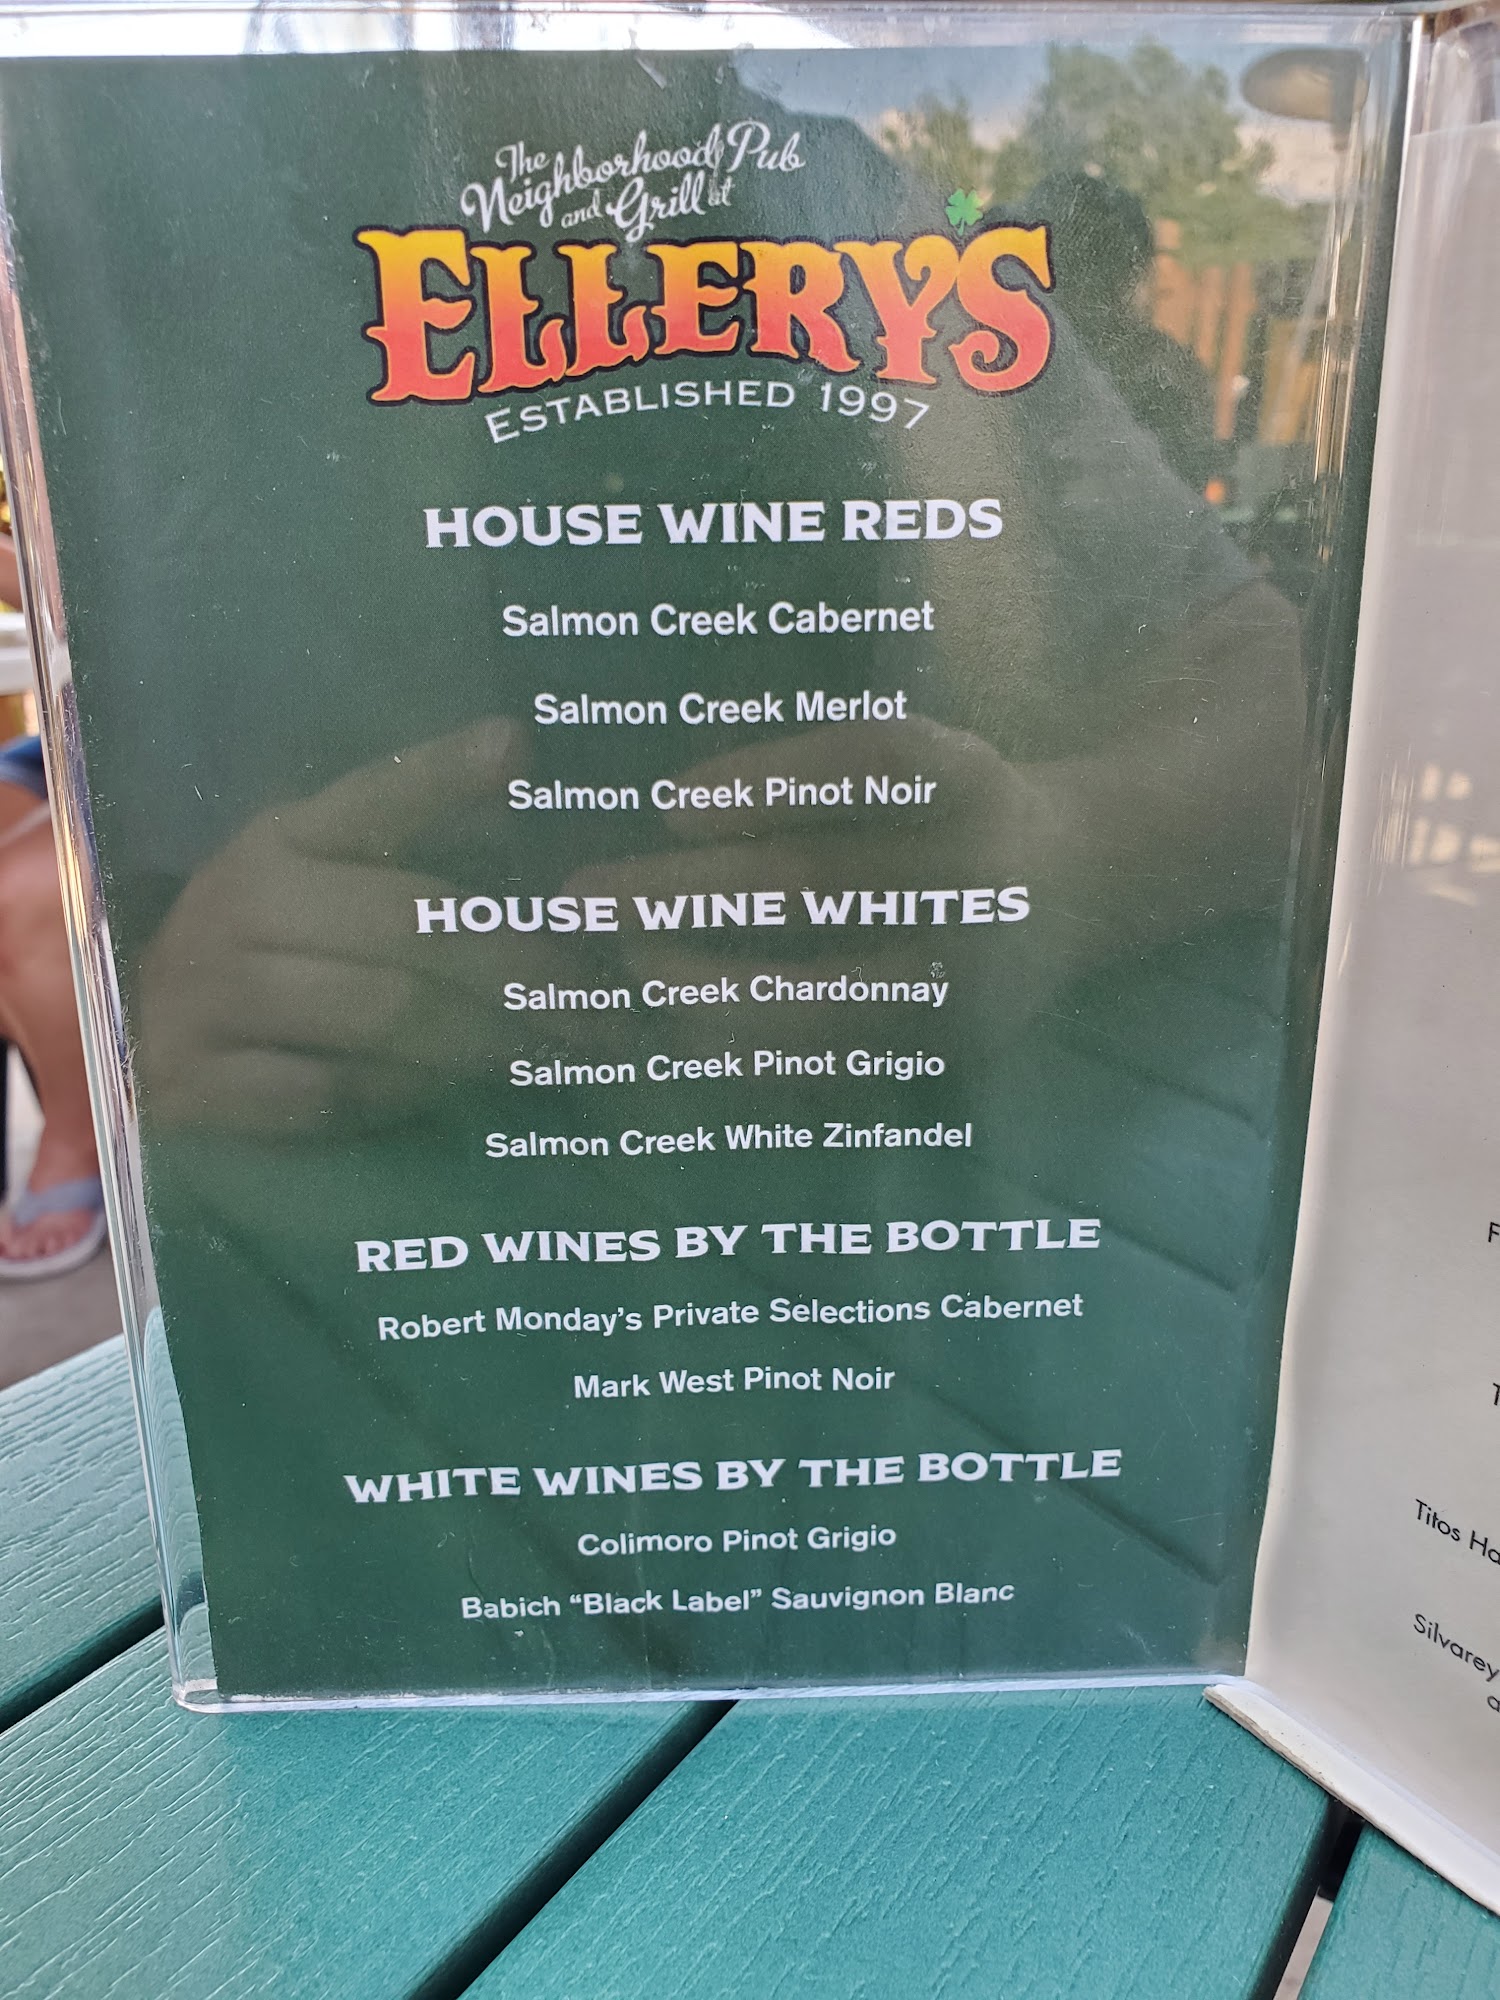 The
Neighborhood Pub
and Grill at
ELLERY'S
ESTABLISHED 1997
HOUSE WINE REDS
Salmon Creek Cabernet
Salmon Creek Merlot
Salmon Creek Pinot Noir
HOUSE WINE WHITES
Salmon Creek Chardonnay
Salmon Creek Pinot Grigio
Salmon Creek White Zinfandel
RED WINES BY THE BOTTLE
Robert Monday's Private Selections Cabernet
Mark West Pinot Noir
WHITE WINES BY THE BOTTLE
Colimoro Pinot Grigio
Babich “Black Label” Sauvignon Blanc
Titos
Silvarey